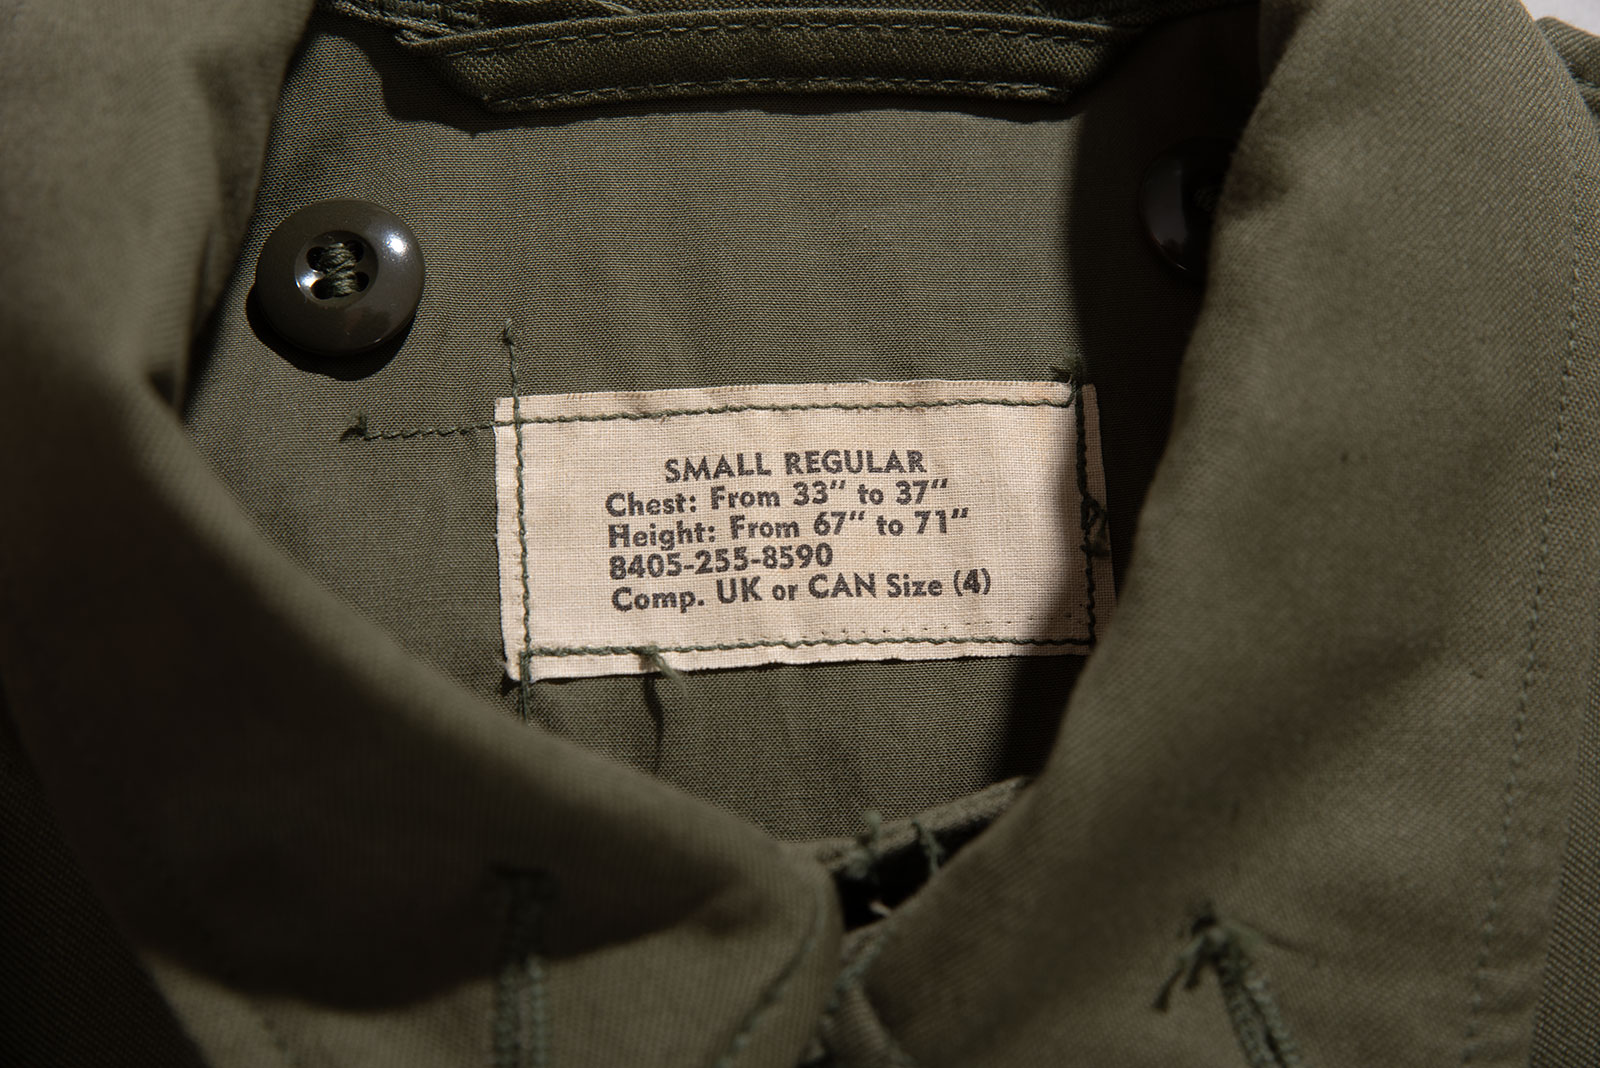 SMALL REGULAR
Chest: From 33" to 37"
Height: From 67" to 71"
8405-255-8590
Comp. UK or CAN Size (4)